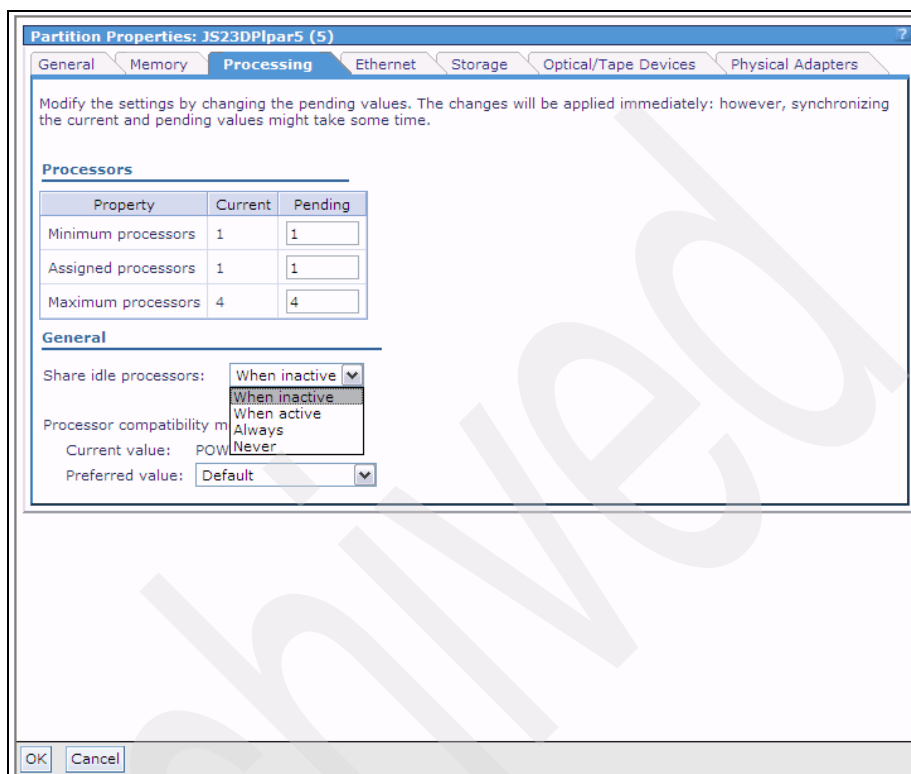 Partition Properties: JS23DPlpar5 (5) ?
General Memory Processing Ethernet Storage Optical/Tape Devices Physical Adapters
Modify the settings by changing the pending values. The changes will be applied immediately: however, synchronizing
the current and pending values might take some time.
Processors
Property Current Pending
Minimum processors 1 1
Assigned processors 1 1
Maximum processors 4 4
General
Share idle processors: When inactive
When inactive
When active
Always
Never
Processor compatibility m
Current value: POW
Preferred value: Default
OK Cancel